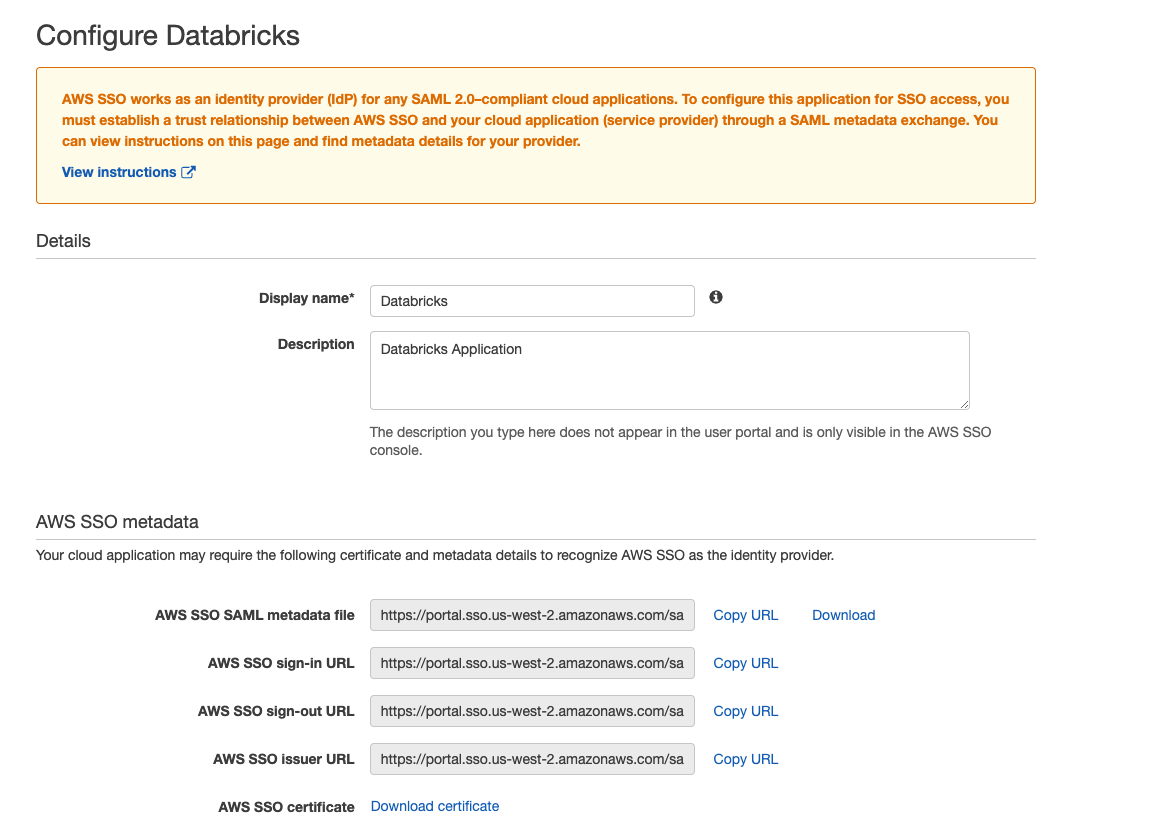 Configure Databricks
AWS SSO works as an identity provider (IdP) for any SAML 2.0–compliant cloud applications. To configure this application for SSO access, you
must establish a trust relationship between AWS SSO and your cloud application (service provider) through a SAML metadata exchange. You
can view instructions on this page and find metadata details for your provider.
View instructions
Details
Display name* Databricks
Description Databricks Application
The description you type here does not appear in the user portal and is only visible in the AWS SSO
console.
AWS SSO metadata
Your cloud application may require the following certificate and metadata details to recognize AWS SSO as the identity provider.
AWS SSO SAML metadata file https://portal.sso.us-west-2.amazonaws.com/sa Copy URL Download
AWS SSO sign-in URL https://portal.sso.us-west-2.amazonaws.com/sa Copy URL
AWS SSO sign-out URL https://portal.sso.us-west-2.amazonaws.com/sa Copy URL
AWS SSO issuer URL https://portal.sso.us-west-2.amazonaws.com/sa Copy URL
AWS SSO certificate Download certificate